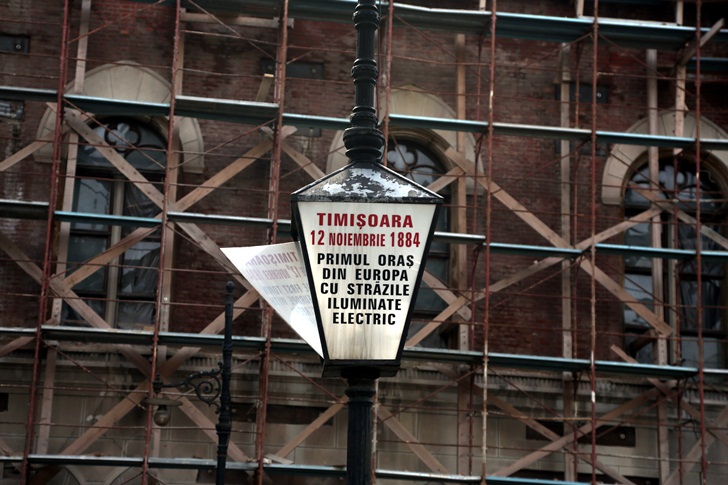 TIMIȘOARA
12 NOIEMBRIE 1884
PRIMUL ORAȘ
DIN EUROPA
CU STRĂZILE
ILUMINATE
ELECTRIC